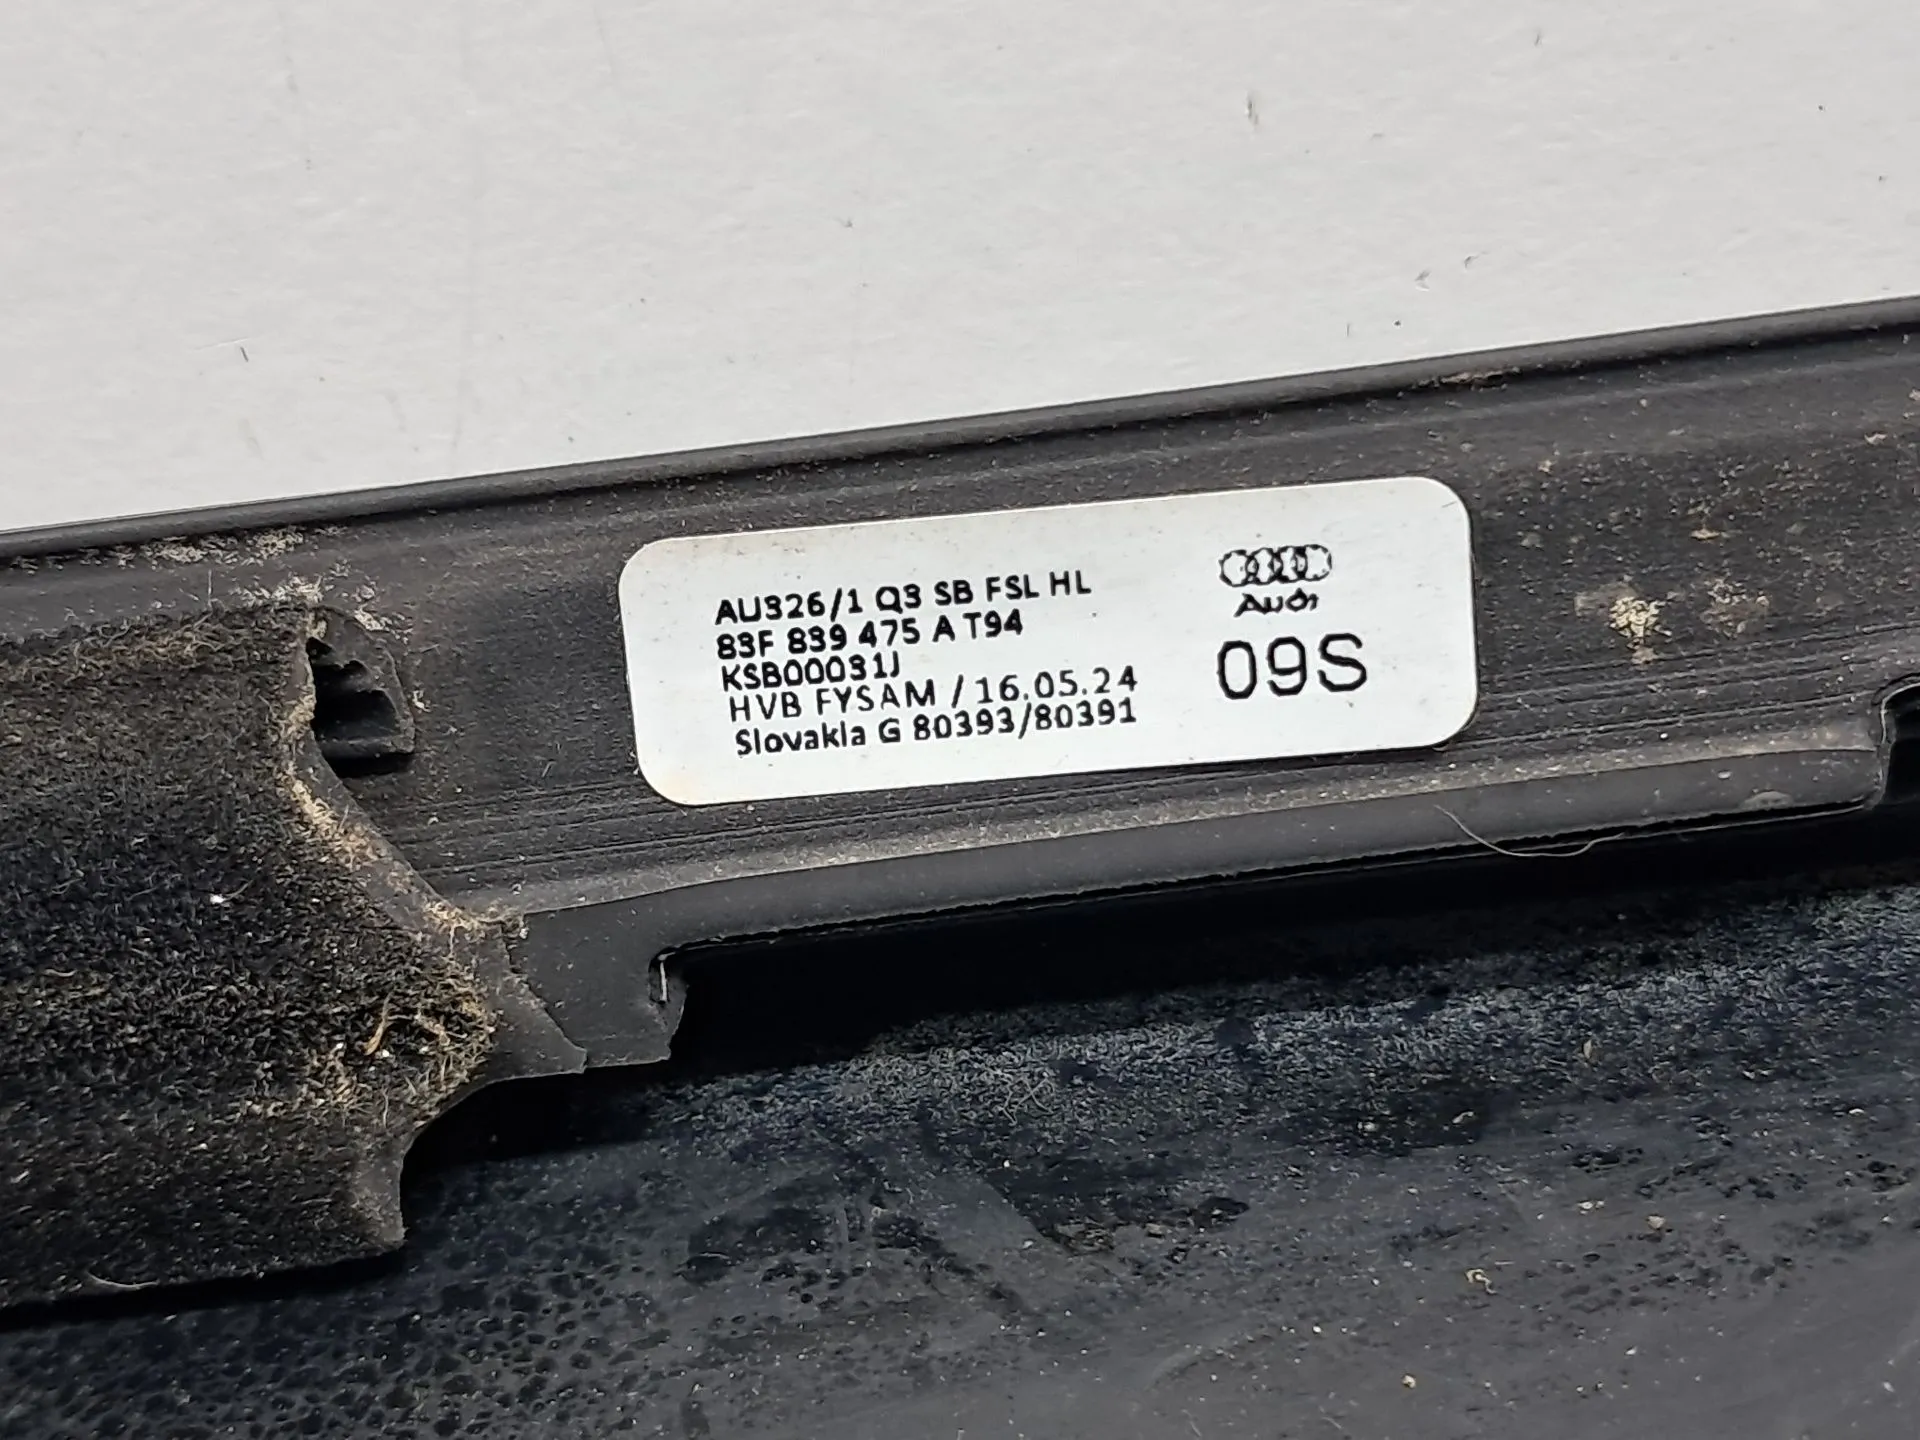 AU326/1 Q3 SB FSL HL
83F 839 475 A T94
KSB00031J
HVB FYSAM / 16.05.24
Slovakia G 80393/80391
Audi
09S